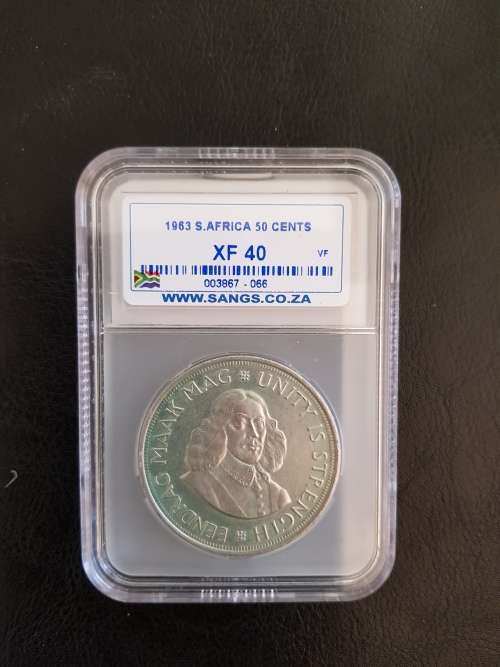 1963 S.AFRICA 50 CENTS
XF 40
VF
003867 - 066
WWW.SANGS.CO.ZA
EENDRAG MAAK MAG UNITY IS STRENGTH